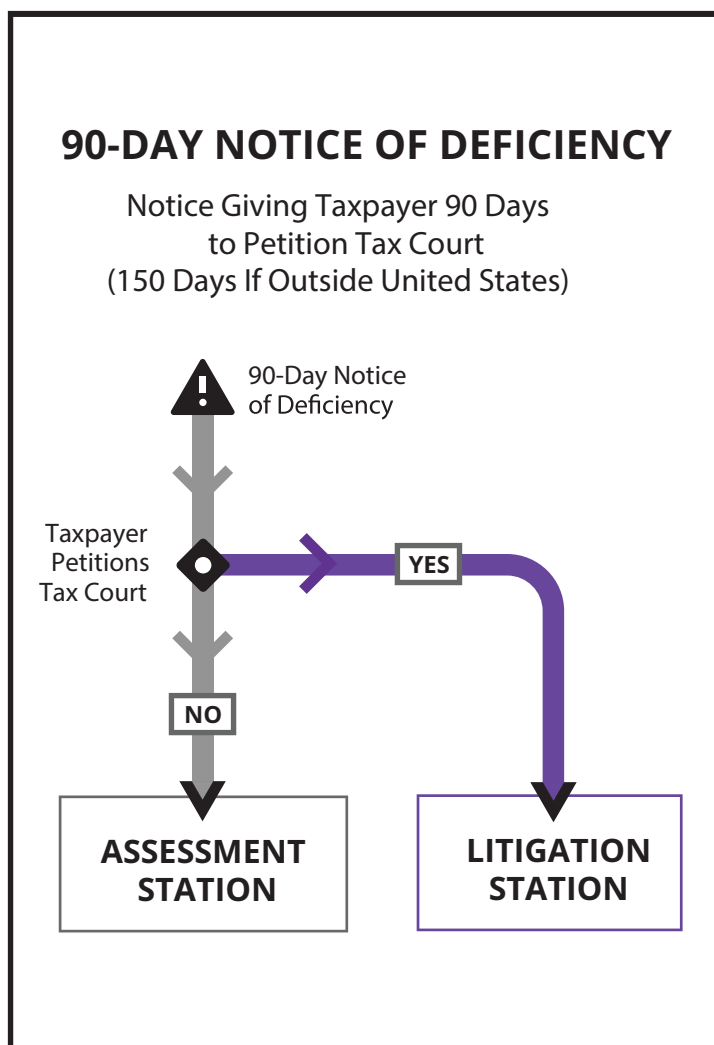 90-DAY NOTICE OF DEFICIENCY
Notice Giving Taxpayer 90 Days
to Petition Tax Court
(150 Days If Outside United States)
90-Day Notice
of Deficiency
Taxpayer
Petitions
Tax Court
YES
NO
ASSESSMENT
STATION
LITIGATION
STATION